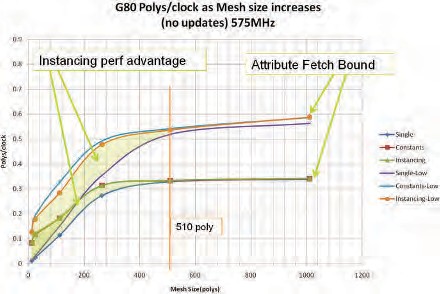 G80 Polys/clock as Mesh size increases
(no updates) 575MHz
Instancing perf advantage
Attribute Fetch Bound
Polys/clock
0.9
0.8
0.7
0.6
0.5
0.4
0.3
0.2
0.1
0
0
200
400
600
800
1000
1200
Mesh Size(polys)
510 poly
Single
Constants
Instancing
Single-Low
Constants-Low
Instancing-Low